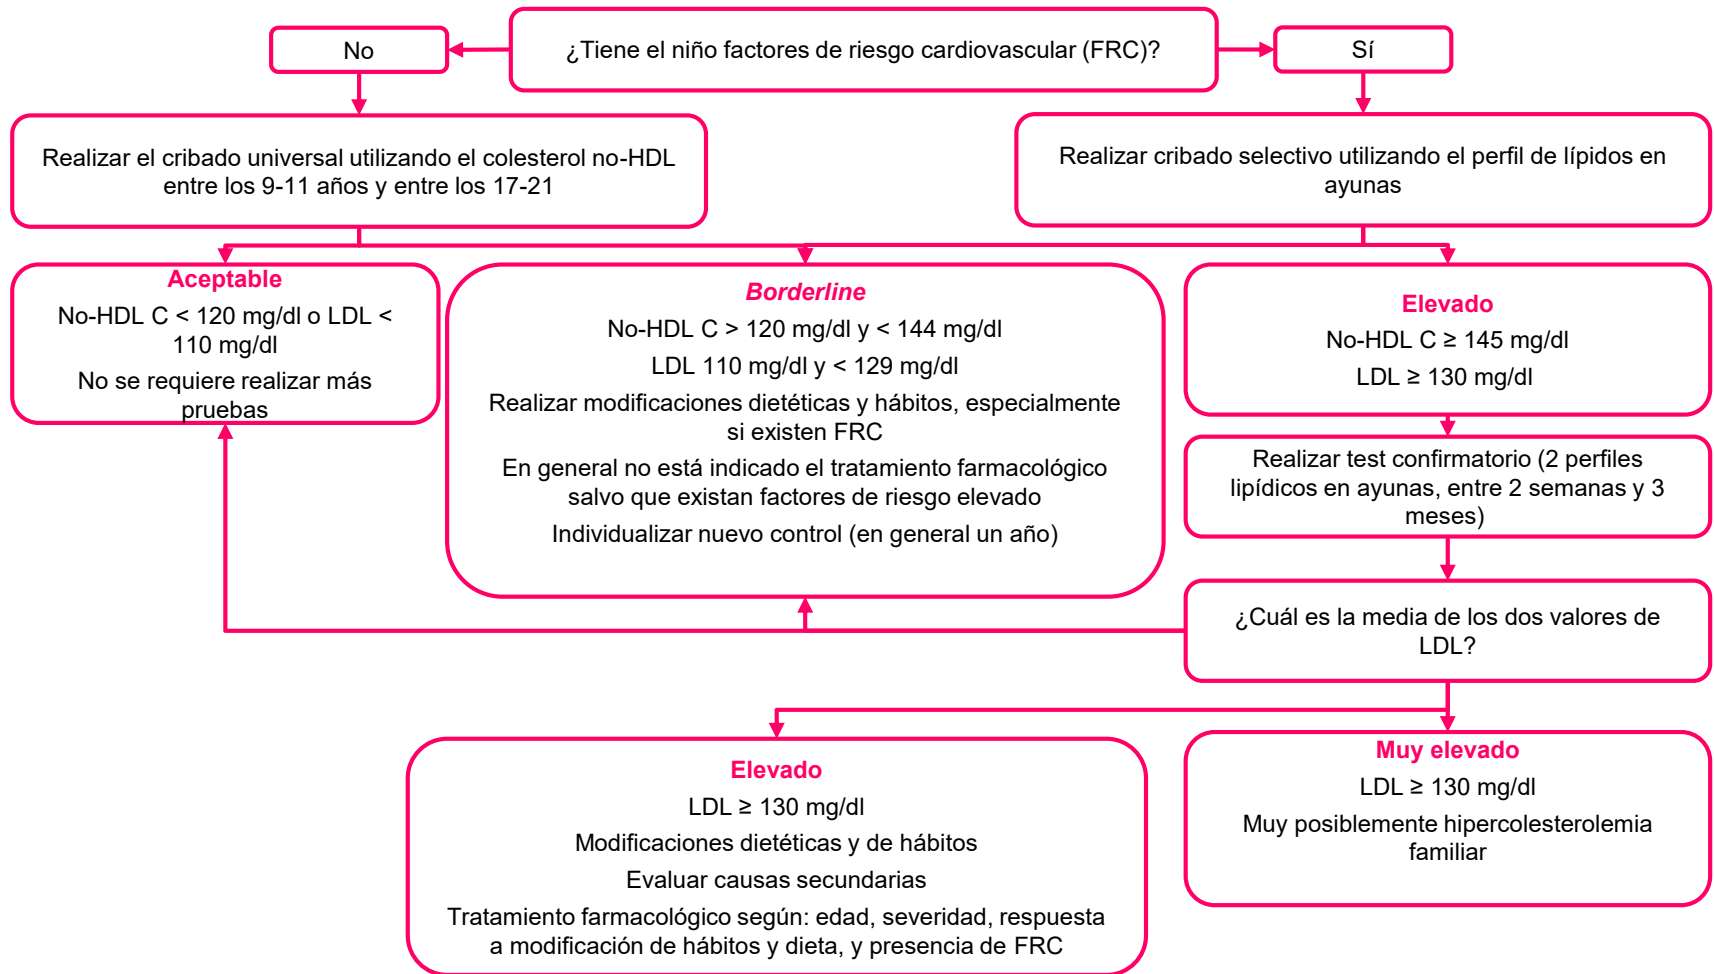 ¿Tiene el niño factores de riesgo cardiovascular (FRC)?
No
Sí
Realizar el cribado universal utilizando el colesterol no-HDL
entre los 9-11 años y entre los 17-21
Realizar cribado selectivo utilizando el perfil de lípidos en
ayunas
Aceptable
No-HDL C < 120 mg/dl o LDL <
110 mg/dl
No se requiere realizar más
pruebas
Borderline
No-HDL C > 120 mg/dl y < 144 mg/dl
LDL 110 mg/dl y < 129 mg/dl
Realizar modificaciones dietéticas y hábitos, especialmente
si existen FRC
En general no está indicado el tratamiento farmacológico
salvo que existan factores de riesgo elevado
Individualizar nuevo control (en general un año)
Elevado
No-HDL C ≥ 145 mg/dl
LDL ≥ 130 mg/dl
Realizar test confirmatorio (2 perfiles
lipídicos en ayunas, entre 2 semanas y 3
meses)
¿Cuál es la media de los dos valores de
LDL?
Elevado
LDL ≥ 130 mg/dl
Modificaciones dietéticas y de hábitos
Evaluar causas secundarias
Tratamiento farmacológico según: edad, severidad, respuesta
a modificación de hábitos y dieta, y presencia de FRC
Muy elevado
LDL ≥ 130 mg/dl
Muy posiblemente hipercolesterolemia
familiar